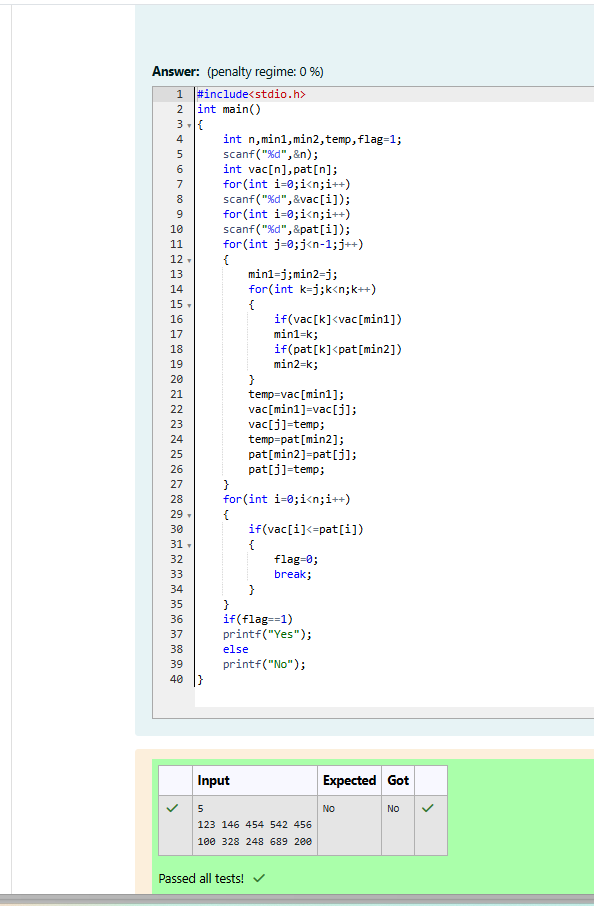 Answer: (penalty regime: 0 %)
1 #include<stdio.h>
2 int main()
3 {
4 int n,min1,min2,temp,flag=1;
5 scanf("%d",&n);
6 int vac[n],pat[n];
7 for(int i=0;i<n;i++)
8 scanf("%d",&vac[i]);
9 for(int i=0;i<n;i++)
10 scanf("%d",&pat[i]);
11 for(int j=0;j<n-1;j++)
12 {
13 min1=j;min2=j;
14 for(int k=j;k<n;k++)
15 {
16 if(vac[k]<vac[min1])
17 min1=k;
18 if(pat[k]<pat[min2])
19 min2=k;
20 }
21 temp=vac[min1];
22 vac[min1]=vac[j];
23 vac[j]=temp;
24 temp=pat[min2];
25 pat[min2]=pat[j];
26 pat[j]=temp;
27 }
28 for(int i=0;i<n;i++)
29 {
30 if(vac[i]<=pat[i])
31 {
32 flag=0;
33 break;
34 }
35 }
36 if(flag==1)
37 printf("Yes");
38 else
39 printf("No");
40 }
Input Expected Got
5 No No
123 146 454 542 456
100 328 248 689 200
Passed all tests!